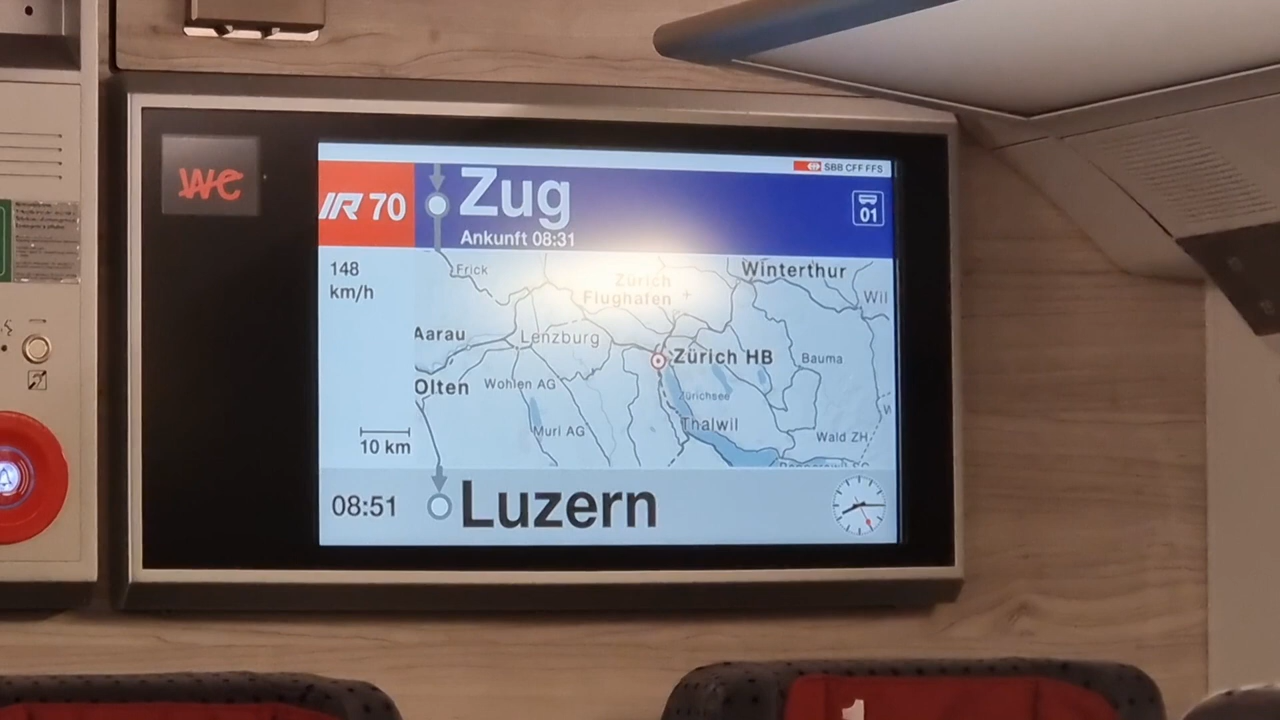 WC
IR 70
Zug
Ankunft 08:31
SBB CFF FFS
01
148
km/h
Frick
Zürich
Flughafen
Winterthur
Wil
Aarau
Lenzburg
Zürich HB
Bauma
Olten
Wohlen AG
Zürichsee
Muri AG
Thalwil
Wald ZH
10 km
08:51
Luzern
1